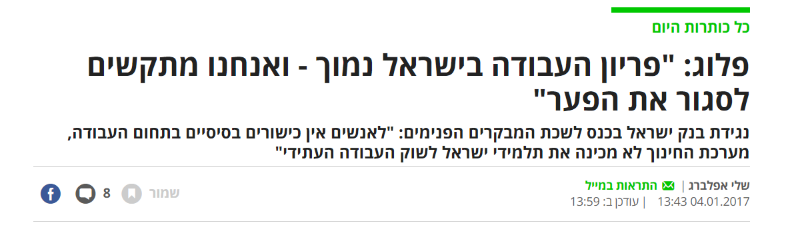 כל כותרות היום
פלוג: "פריון העבודה בישראל נמוך - ואנחנו מתקשים
לסגור את הפער"
נגידת בנק ישראל בכנס לשכת המבקרים הפנימים: "לאנשים אין כישורים בסיסיים בתחום העבודה,
מערכת החינוך לא מכינה את תלמידי ישראל לשוק העבודה העתידי"
שלי אפלברג | התראות במייל
04.01.2017 13:43 | עודכן ב: 13:59
שמור 8